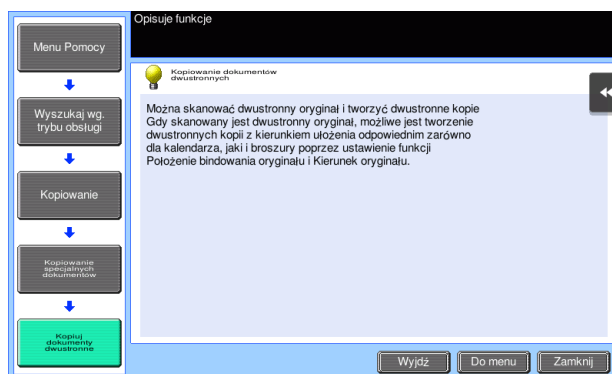 Opisuje funkcje
Menu Pomocy
Wyszukaj wg.
trybu obsługi
Kopiowanie
Kopiowanie
specjalnych
dokumentów
Kopiuj
dokumenty
dwustronne
Kopiowanie dokumentów
dwustronnych
Można skanować dwustronny oryginał i tworzyć dwustronne kopie
Gdy skanowany jest dwustronny oryginał, możliwe jest tworzenie
dwustronnych kopii z kierunkiem ułożenia odpowiednim zarówno
dla kalendarza, jaki i broszury poprzez ustawienie funkcji
Położenie bindowania oryginału i Kierunek oryginału.
Wyjdź
Do menu
Zamknij